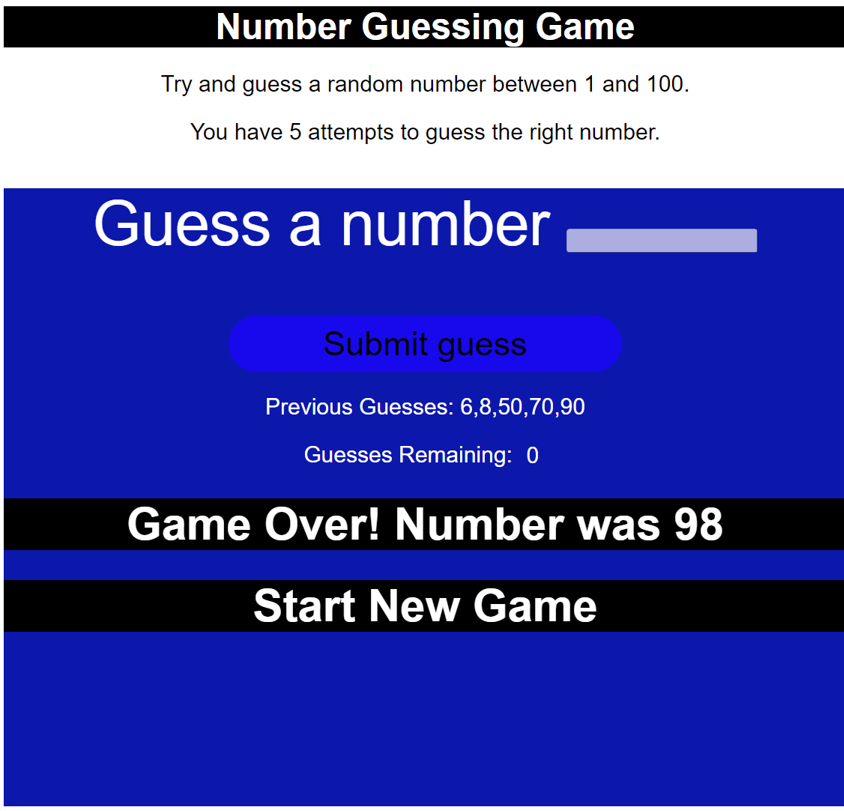 Number Guessing Game
Try and guess a random number between 1 and 100.
You have 5 attempts to guess the right number.
Guess a number
Submit guess
Previous Guesses: 6,8,50,70,90
Guesses Remaining: 0
Game Over! Number was 98
Start New Game